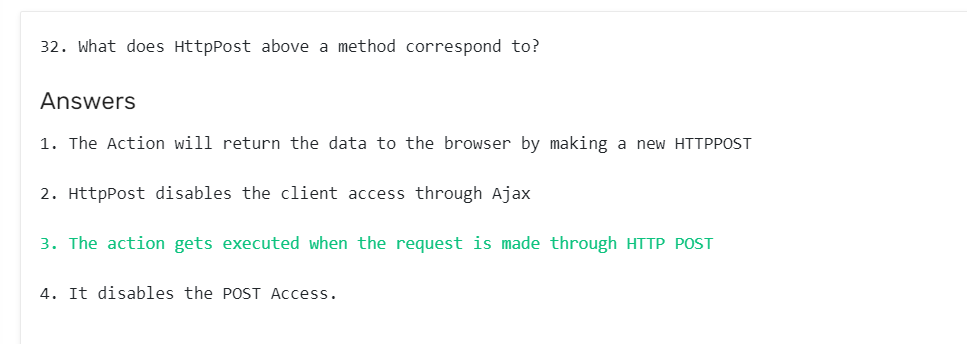 32. What does HttpPost above a method correspond to?
Answers
1. The Action will return the data to the browser by making a new HTTPPOST
2. HttpPost disables the client access through Ajax
3. The action gets executed when the request is made through HTTP POST
4. It disables the POST Access.